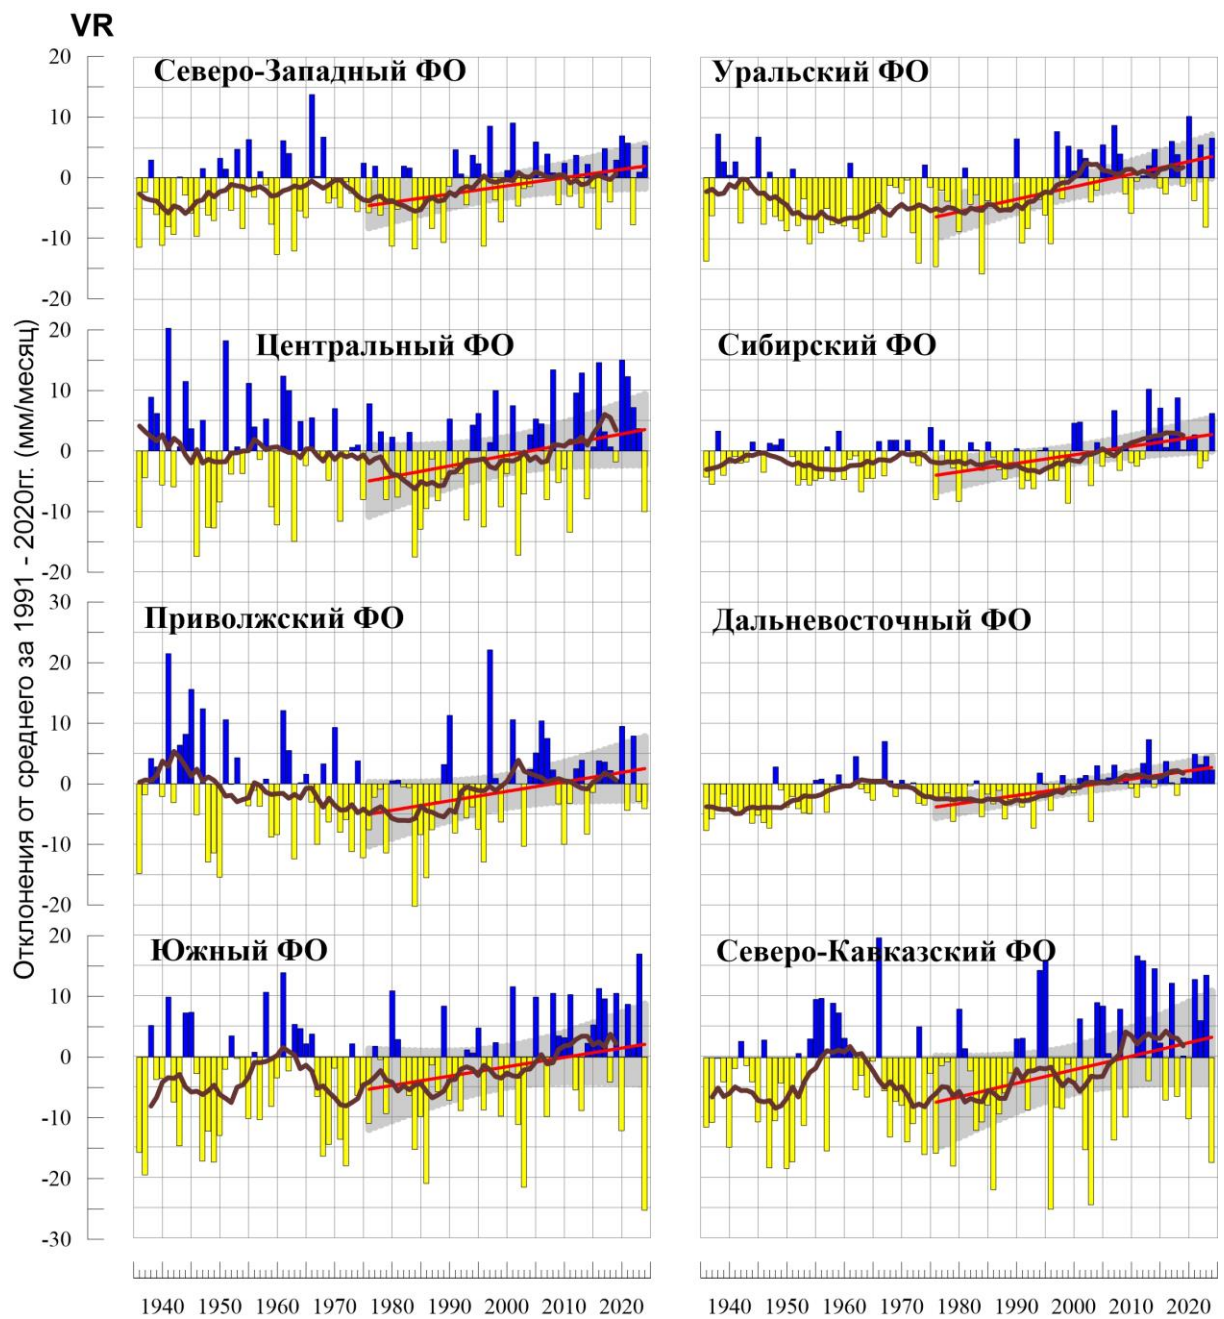 VR
Отклонения от среднего за 1991 - 2020гг. (мм/месяц)
20
10
0
-10
-20
Северо-Западный ФО
Уральский ФО
20
10
0
-10
-20
Центральный ФО
Сибирский ФО
30
20
10
0
-10
-20
Приволжский ФО
Дальневосточный ФО
20
10
0
-10
-20
-30
Южный ФО
Северо-Кавказский ФО
1940 1950 1960 1970 1980 1990 2000 2010 2020
1940 1950 1960 1970 1980 1990 2000 2010 2020